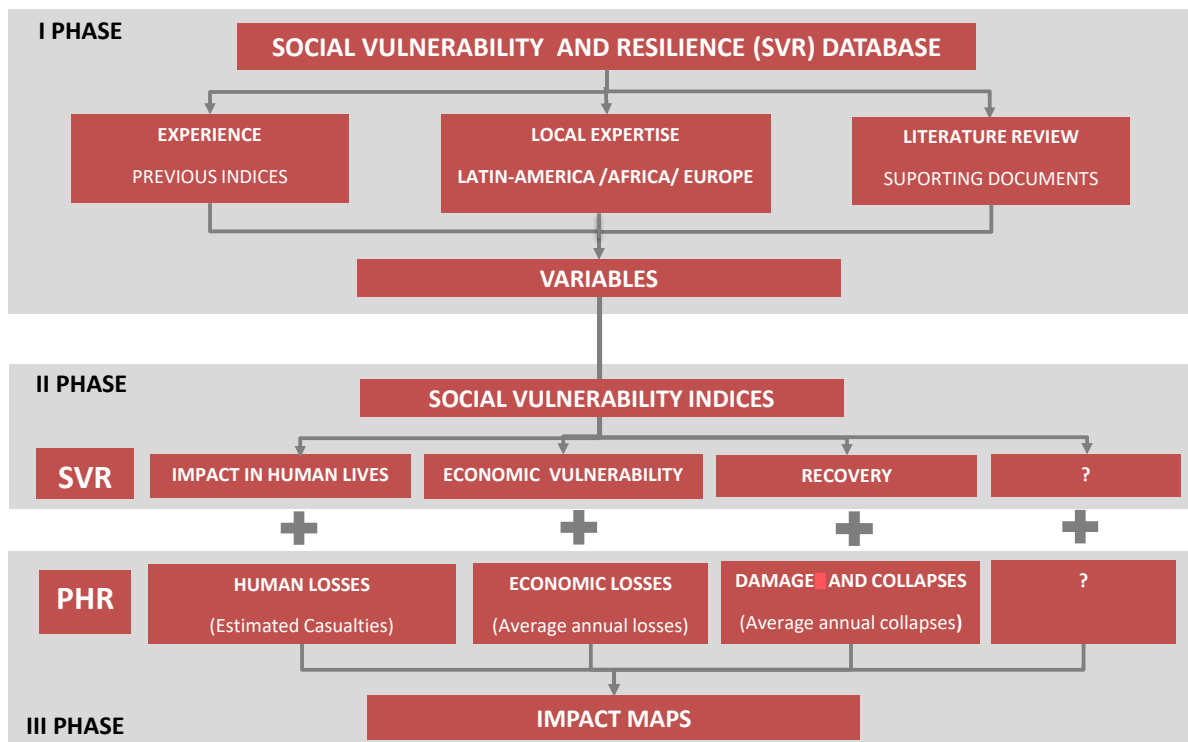 I PHASE
SOCIAL VULNERABILITY AND RESILIENCE (SVR) DATABASE
EXPERIENCE
PREVIOUS INDICES
LOCAL EXPERTISE
LATIN-AMERICA /AFRICA/ EUROPE
LITERATURE REVIEW
SUPORTING DOCUMENTS
VARIABLES
II PHASE
SOCIAL VULNERABILITY INDICES
SVR
IMPACT IN HUMAN LIVES
ECONOMIC VULNERABILITY
RECOVERY
?
PHR
HUMAN LOSSES
(Estimated Casualties)
ECONOMIC LOSSES
(Average annual losses)
DAMAGE AND COLLAPSES
(Average annual collapses)
?
IMPACT MAPS
III PHASE